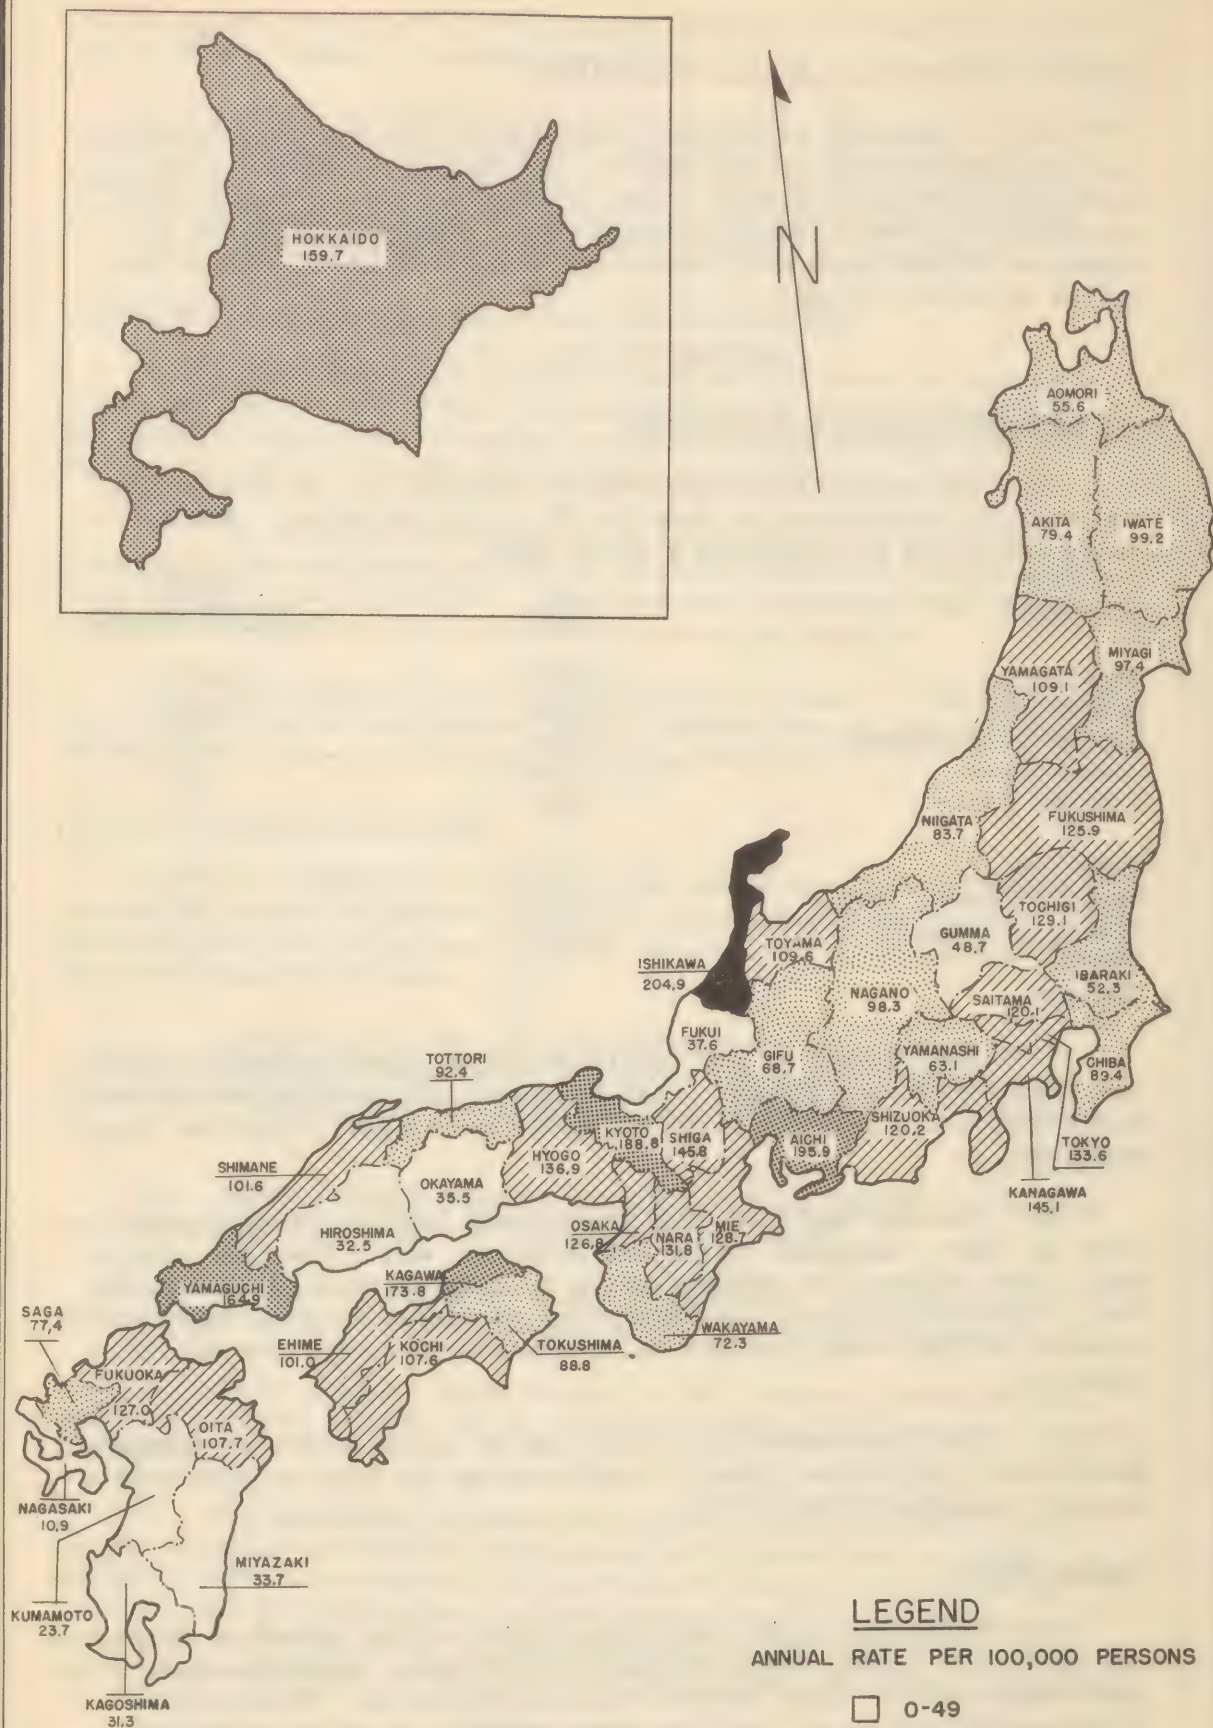 HOKKAIDO
159.7
N
AOMORI
55.6
AKITA
79.4
IWATE
99.2
MIYAGI
97.4
YAMAGATA
109.1
NIIGATA
83.7
FUKUSHIMA
125.9
TOCHIGI
129.1
GUMMA
48.7
TOYAMA
109.6
ISHIKAWA
204.9
IBARAKI
52.3
NAGANO
98.3
SAITAMA
120.1
FUKUI
37.6
GIFU
68.7
YAMANASHI
63.1
CHIBA
89.4
TOTTORI
92.4
KYOTO
188.8
SHIGA
145.8
AICHI
195.9
SHIZUOKA
120.2
TOKYO
133.6
HYOGO
136.9
SHIMANE
101.6
OKAYAMA
35.5
KANAGAWA
145.1
HIROSHIMA
32.5
OSAKA
126.8
NARA
131.8
MIE
128.7
YAMAGUCHI
164.9
KAGAWA
173.8
SAGA
77.4
WAKAYAMA
72.3
EHIME
101.0
KOCHI
107.6
TOKUSHIMA
88.8
FUKUOKA
127.0
OITA
107.7
NAGASAKI
10.9
MIYAZAKI
33.7
KUMAMOTO
23.7
KAGOSHIMA
31.3
LEGEND
ANNUAL RATE PER 100,000 PERSONS
0-49